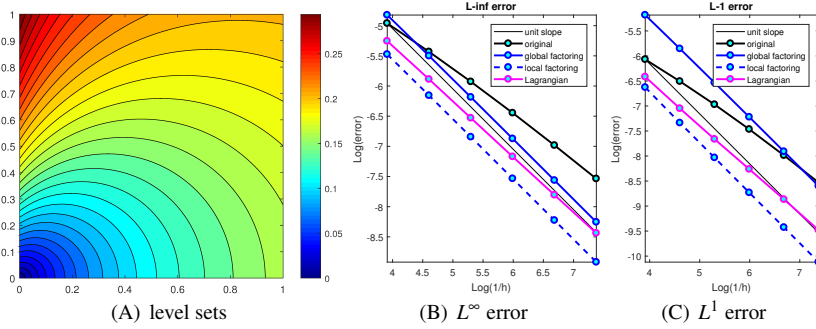 1
0.9
0.8
0.7
0.6
0.5
0.4
0.3
0.2
0.1
0
0 0.2 0.4 0.6 0.8 1
0.25
0.2
0.15
0.1
0.05
0
(A) level sets
L-inf error
unit slope
original
global factoring
local factoring
Lagrangian
Log(error)
-5
-5.5
-6
-6.5
-7
-7.5
-8
-8.5
4 4.5 5 5.5 6 6.5 7
Log(1/h)
(B) L∞ error
L-1 error
unit slope
original
global factoring
local factoring
Lagrangian
Log(error)
-5.5
-6
-6.5
-7
-7.5
-8
-8.5
-9
-9.5
-10
4 4.5 5 5.5 6 6.5 7
Log(1/h)
(C) L¹ error